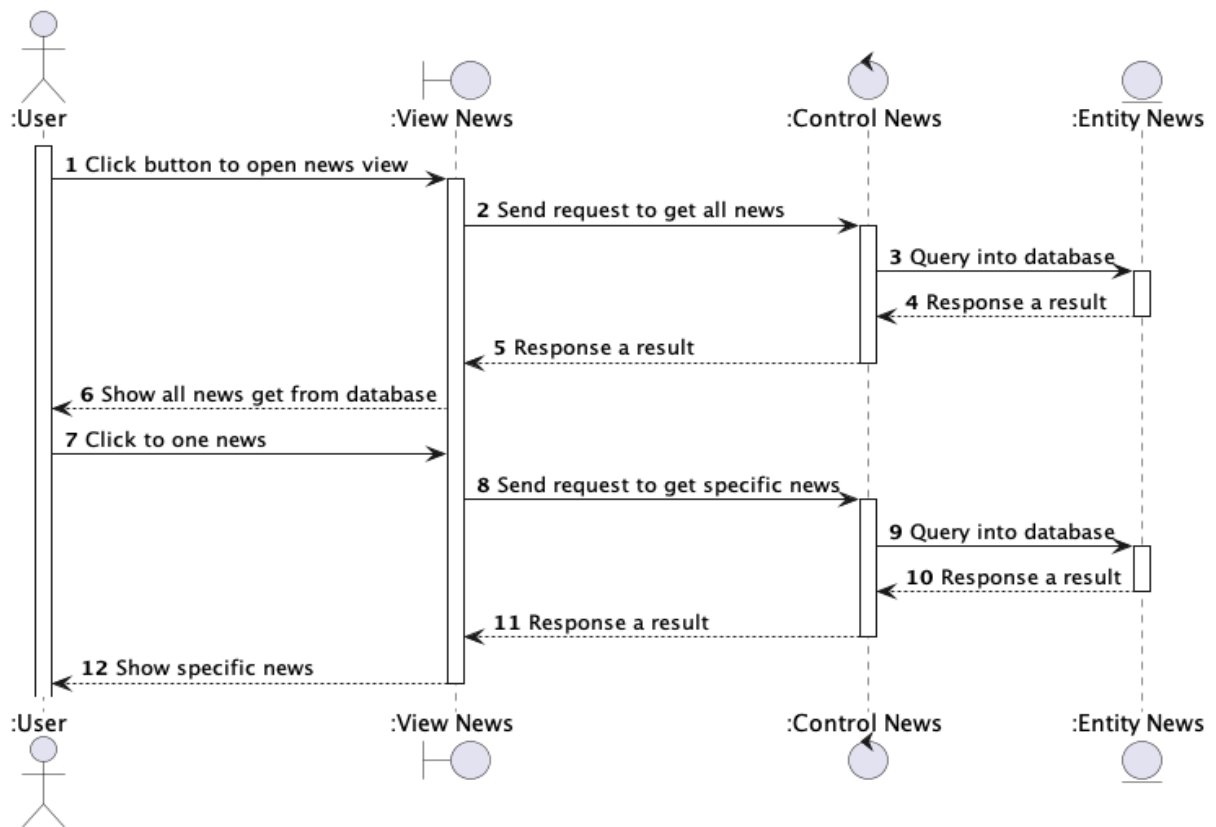 :User
:View News
:Control News
:Entity News
1 Click button to open news view
2 Send request to get all news
3 Query into database
4 Response a result
5 Response a result
6 Show all news get from database
7 Click to one news
8 Send request to get specific news
9 Query into database
10 Response a result
11 Response a result
12 Show specific news
:User
:View News
:Control News
:Entity News